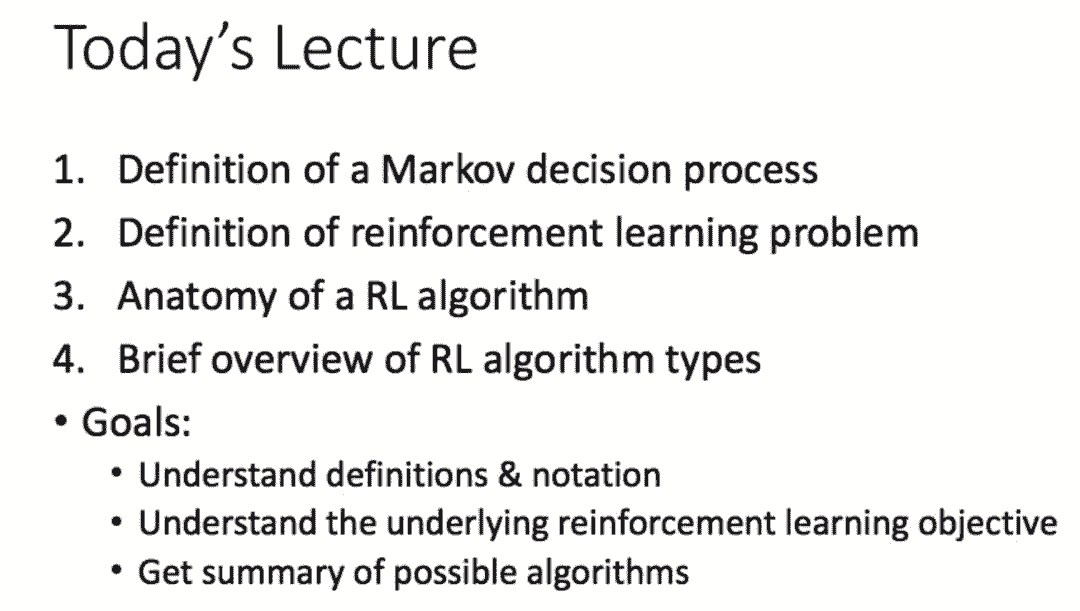 Today’s Lecture
1. Definition of a Markov decision process
2. Definition of reinforcement learning problem
3. Anatomy of a RL algorithm
4. Brief overview of RL algorithm types
• Goals:
• Understand definitions & notation
• Understand the underlying reinforcement learning objective
• Get summary of possible algorithms